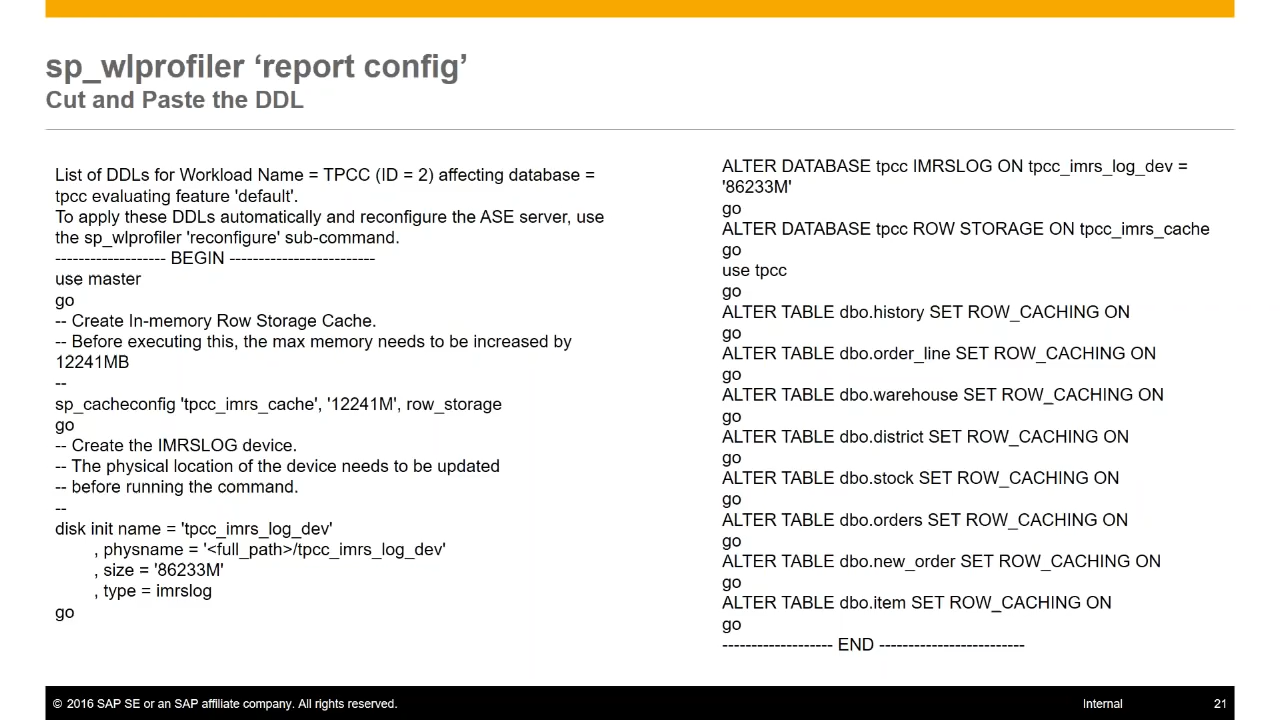 sp_wlprofiler ‘report config’
Cut and Paste the DDL
List of DDLs for Workload Name = TPCC (ID = 2) affecting database =
tpcc evaluating feature 'default'.
To apply these DDLs automatically and reconfigure the ASE server, use
the sp_wlprofiler 'reconfigure' sub-command.
------------------- BEGIN -------------------------
use master
go
-- Create In-memory Row Storage Cache.
-- Before executing this, the max memory needs to be increased by
12241MB
--
sp_cacheconfig 'tpcc_imrs_cache', '12241M', row_storage
go
-- Create the IMRSLOG device.
-- The physical location of the device needs to be updated
-- before running the command.
--
disk init name = 'tpcc_imrs_log_dev'
, physname = '<full_path>/tpcc_imrs_log_dev'
, size = '86233M'
, type = imrslog
go
ALTER DATABASE tpcc IMRSLOG ON tpcc_imrs_log_dev =
'86233M'
go
ALTER DATABASE tpcc ROW STORAGE ON tpcc_imrs_cache
go
use tpcc
go
ALTER TABLE dbo.history SET ROW_CACHING ON
go
ALTER TABLE dbo.order_line SET ROW_CACHING ON
go
ALTER TABLE dbo.warehouse SET ROW_CACHING ON
go
ALTER TABLE dbo.district SET ROW_CACHING ON
go
ALTER TABLE dbo.stock SET ROW_CACHING ON
go
ALTER TABLE dbo.orders SET ROW_CACHING ON
go
ALTER TABLE dbo.new_order SET ROW_CACHING ON
go
ALTER TABLE dbo.item SET ROW_CACHING ON
go
------------------- END -------------------------
© 2016 SAP SE or an SAP affiliate company. All rights reserved.
Internal
21